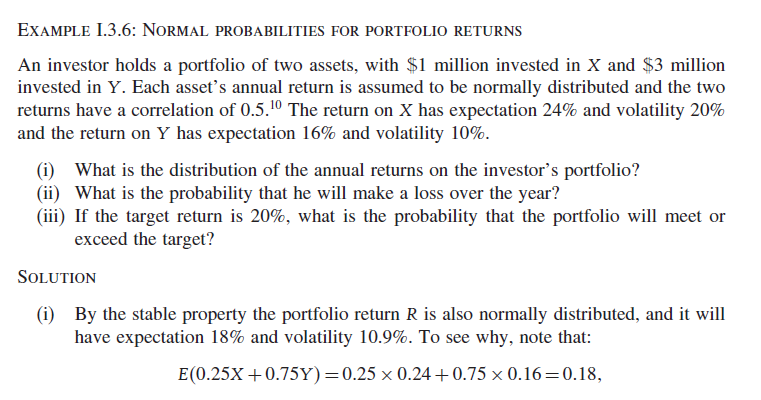 EXAMPLE I.3.6: NORMAL PROBABILITIES FOR PORTFOLIO RETURNS
An investor holds a portfolio of two assets, with $1 million invested in X and $3 million
invested in Y. Each asset's annual return is assumed to be normally distributed and the two
returns have a correlation of 0.5.¹⁰ The return on X has expectation 24% and volatility 20%
and the return on Y has expectation 16% and volatility 10%.
(i) What is the distribution of the annual returns on the investor's portfolio?
(ii) What is the probability that he will make a loss over the year?
(iii) If the target return is 20%, what is the probability that the portfolio will meet or
exceed the target?
SOLUTION
(i) By the stable property the portfolio return R is also normally distributed, and it will
have expectation 18% and volatility 10.9%. To see why, note that:
E(0.25X + 0.75Y) = 0.25 × 0.24 + 0.75 × 0.16 = 0.18,